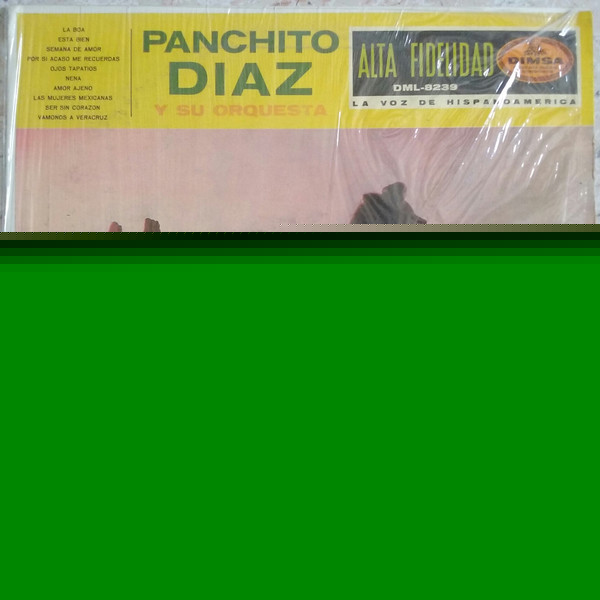 LA BOA
ESTA IBEN
SEMANA DE AMOR
POR SI ACASO ME RECUERDAS
OJOS TAPATIOS
NENA
AMOR AJENO
LAS MUJERES MEXICANAS
SER SIN CORAZON
VAMONOS A VERACRUZ
PANCHITO
DIAZ
Y SU ORQUESTA
ALTA FIDELIDAD
DIMSA
DML-8239
LA VOZ DE HISPANOAMERICA